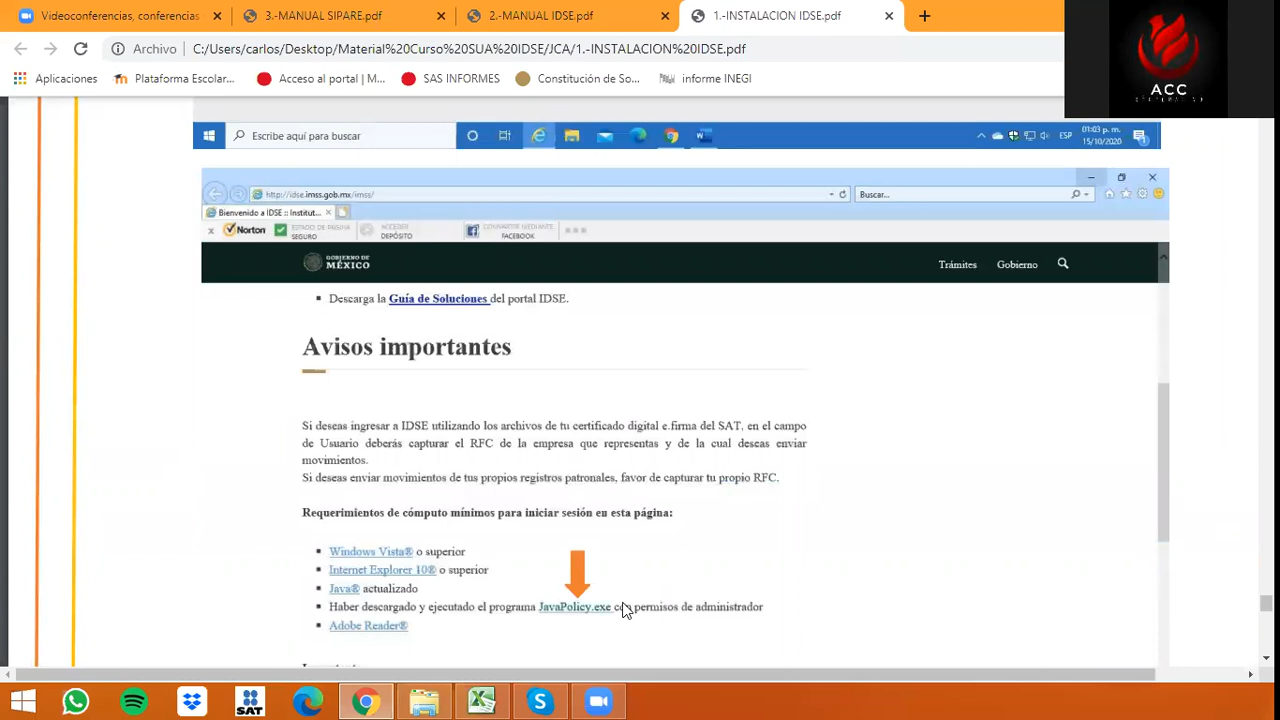 Videoconferencias, conferencias
3.-MANUAL SIPARE.pdf
2.-MANUAL IDSE.pdf
1.-INSTALACION IDSE.pdf
Archivo
C:/Users/carlos/Desktop/Material%20Curso%20SUA%20IDSE/JCA/1.-INSTALACION%20IDSE.pdf
Aplicaciones
Plataforma Escolar...
Acceso al portal | M...
SAS INFORMES
Constitución de So...
informe INEGI
ACC
Escribe aquí para buscar
ESP
01:03 p. m.
15/10/2020
http://idse.imss.gob.mx/imss/
Buscar...
Bienvenido a IDSE :: Institut...
x
Norton
ESTADO DE PÁGINA
SEGURO
ACCEDER
DEPÓSITO
COMPARTIR MEDIANTE
FACEBOOK
GOBIERNO DE
MÉXICO
Trámites
Gobierno
Descarga la Guía de Soluciones del portal IDSE.
Avisos importantes
Si deseas ingresar a IDSE utilizando los archivos de tu certificado digital e.firma del SAT, en el campo
de Usuario deberás capturar el RFC de la empresa que representas y de la cual deseas enviar
movimientos.
Si deseas enviar movimientos de tus propios registros patronales, favor de capturar tu propio RFC.
Requerimientos de cómputo mínimos para iniciar sesión en esta página:
Windows Vista® o superior
Internet Explorer 10® o superior
Java® actualizado
Haber descargado y ejecutado el programa JavaPolicy.exe con permisos de administrador
Adobe Reader®
SAT